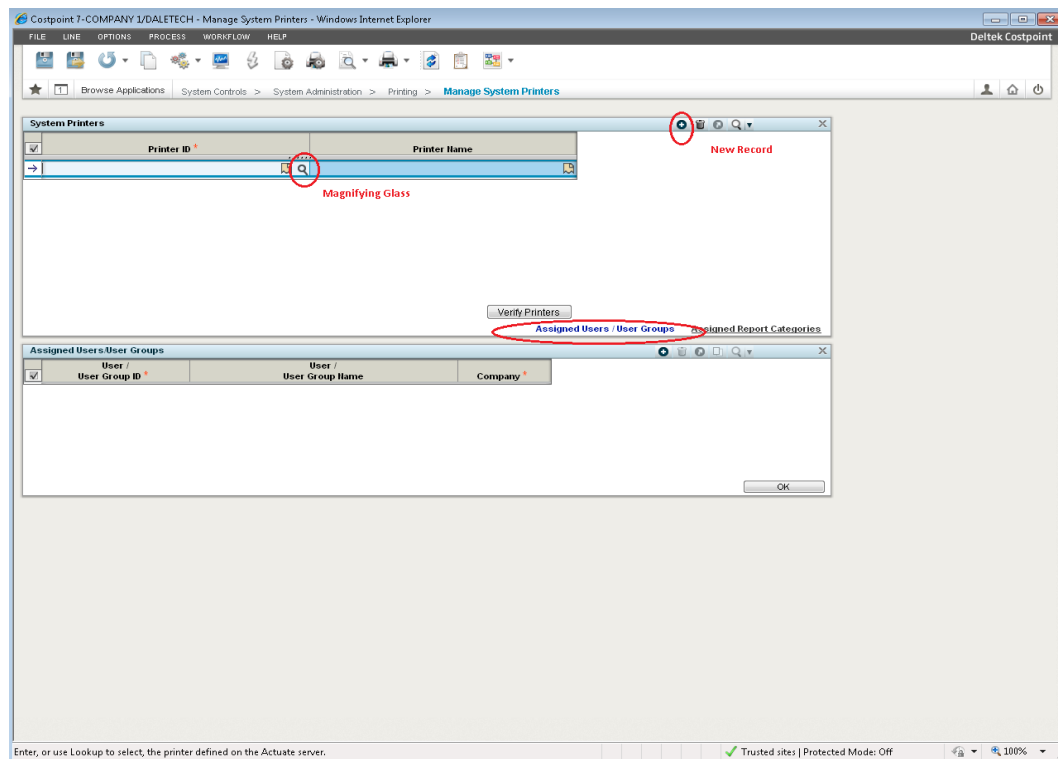 Costpoint 7-COMPANY 1/DALETECH - Manage System Printers - Windows Internet Explorer
FILE LINE OPTIONS PROCESS WORKFLOW HELP Deltek Costpoint
1 Browse Applications System Controls > System Administration > Printing > Manage System Printers
System Printers
Printer ID * Printer Name
New Record
Magnifying Glass
Verify Printers
Assigned Users / User Groups Assigned Report Categories
Assigned Users/User Groups
User / User /
User Group ID * User Group Name Company *
OK
Enter, or use Lookup to select, the printer defined on the Actuate server. Trusted sites | Protected Mode: Off 100%